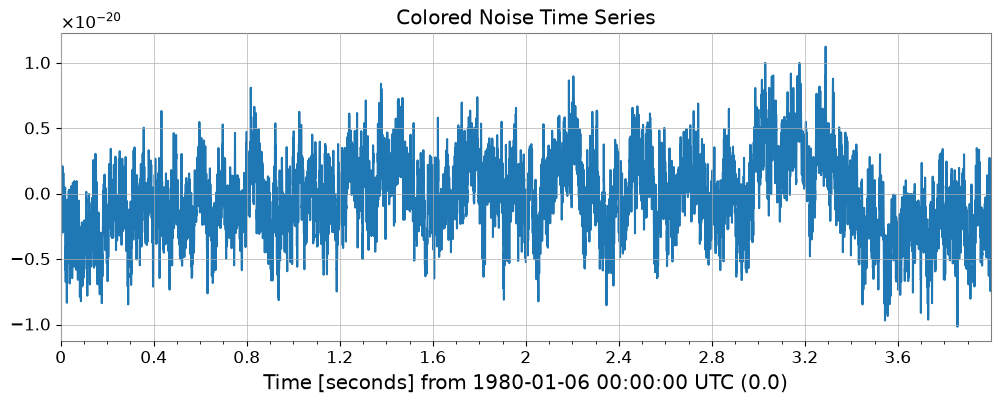 Colored Noise Time Series
×10⁻²⁰
1.0
0.5
0.0
−0.5
−1.0
0 0.4 0.8 1.2 1.6 2 2.4 2.8 3.2 3.6
Time [seconds] from 1980-01-06 00:00:00 UTC (0.0)